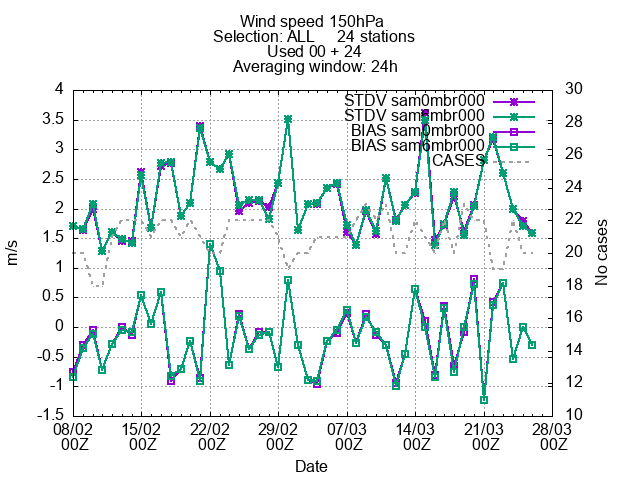 Wind speed 150hPa
Selection: ALL 24 stations
Used 00 + 24
Averaging window: 24h
STDV sam0mbr000
STDV sam6mbr000
BIAS sam0mbr000
BIAS sam6mbr000
CASES
4
3.5
3
2.5
2
1.5
1
0.5
0
-0.5
-1
-1.5
m/s
30
28
26
24
22
20
18
16
14
12
10
No cases
08/02 15/02 22/02 29/02 07/03 14/03 21/03 28/03
00Z 00Z 00Z 00Z 00Z 00Z 00Z 00Z
Date